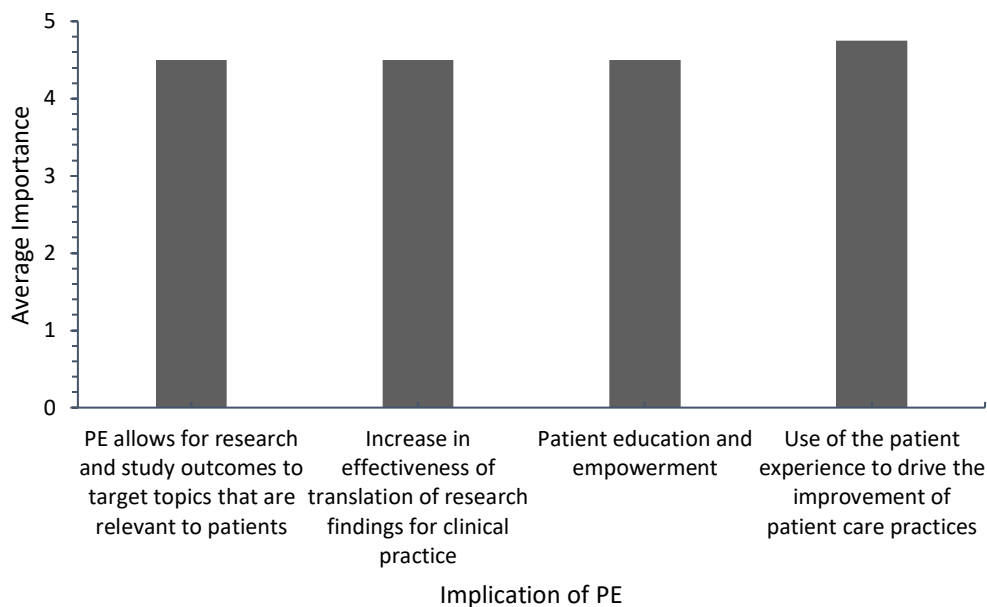 5
4
3
2
1
0
Average Importance
PE allows for research
and study outcomes to
target topics that are
relevant to patients
Increase in
effectiveness of
translation of research
findings for clinical
practice
Patient education and
empowerment
Use of the patient
experience to drive the
improvement of
patient care practices
Implication of PE